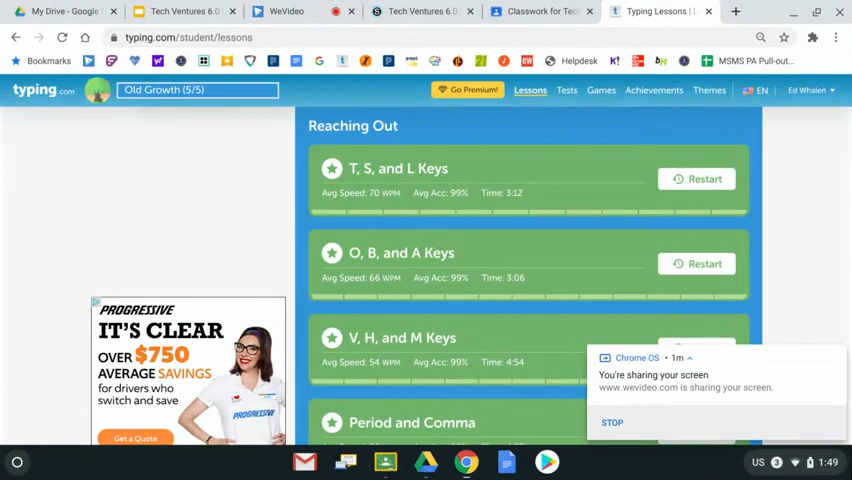 My Drive - Google
Tech Ventures 6.0
WeVideo
Tech Ventures 6.0
Classwork for Tech
Typing Lessons | L
typing.com/student/lessons
Bookmarks
Helpdesk
MSMS PA Pull-out...
typing.com
Old Growth (5/5)
Go Premium!
Lessons
Tests
Games
Achievements
Themes
EN
Ed Whalen
Reaching Out
T, S, and L Keys
Avg Speed: 70 WPM
Avg Acc: 99%
Time: 3:12
Restart
O, B, and A Keys
Avg Speed: 66 WPM
Avg Acc: 99%
Time: 3:06
Restart
V, H, and M Keys
Avg Speed: 54 WPM
Avg Acc: 99%
Time: 4:54
Period and Comma
PROGRESSIVE
IT'S CLEAR
OVER $750
AVERAGE SAVINGS
for drivers who
switch and save
PROGRESSIVE
Get a Quote
Chrome OS • 1m
You're sharing your screen
www.wevideo.com is sharing your screen.
STOP
US
3
1:49